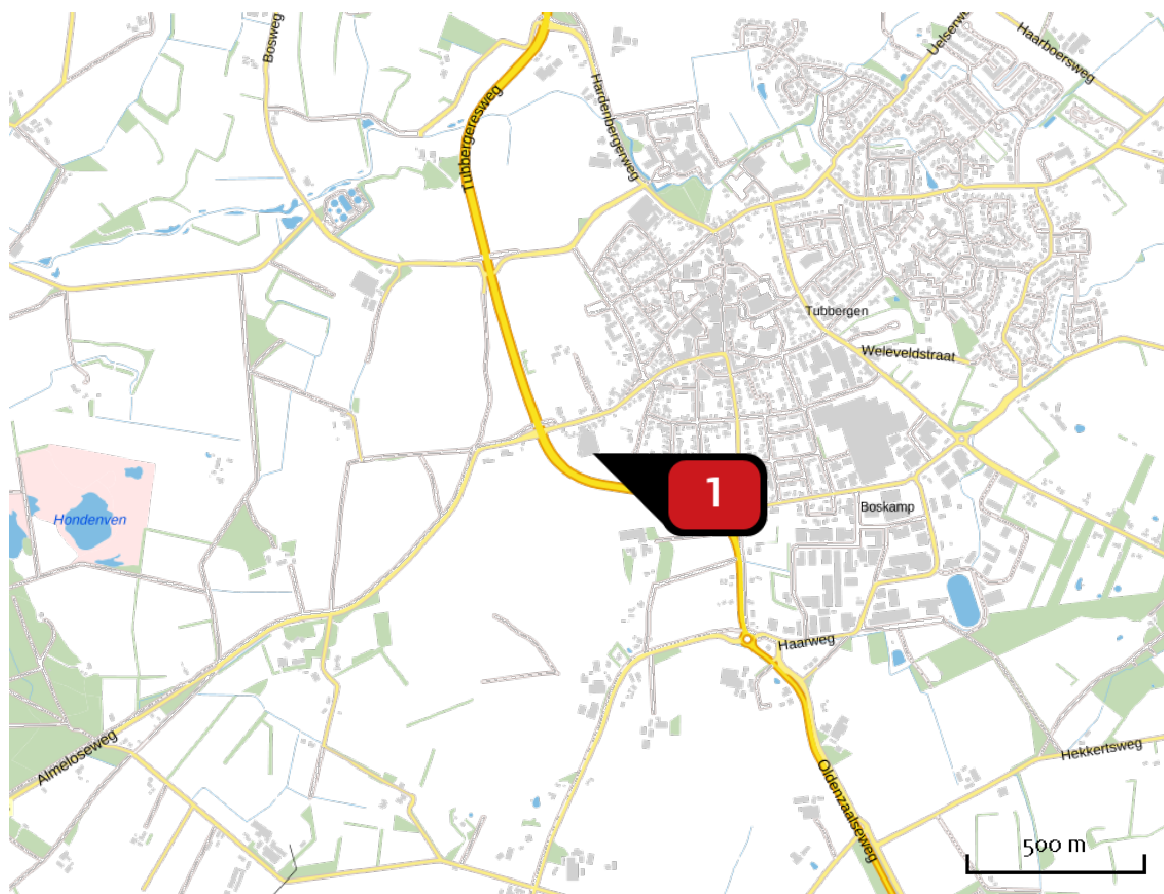 Bosweg
Uelserweg
Haarboersweg
Tubbergeresweg
Hardenbergerweg
Tubbergen
Weleveldstraat
1
Hondenven
Boskamp
Haarweg
Almeloseweg
Hekkertsweg
Oldenzaalseweg
500 m